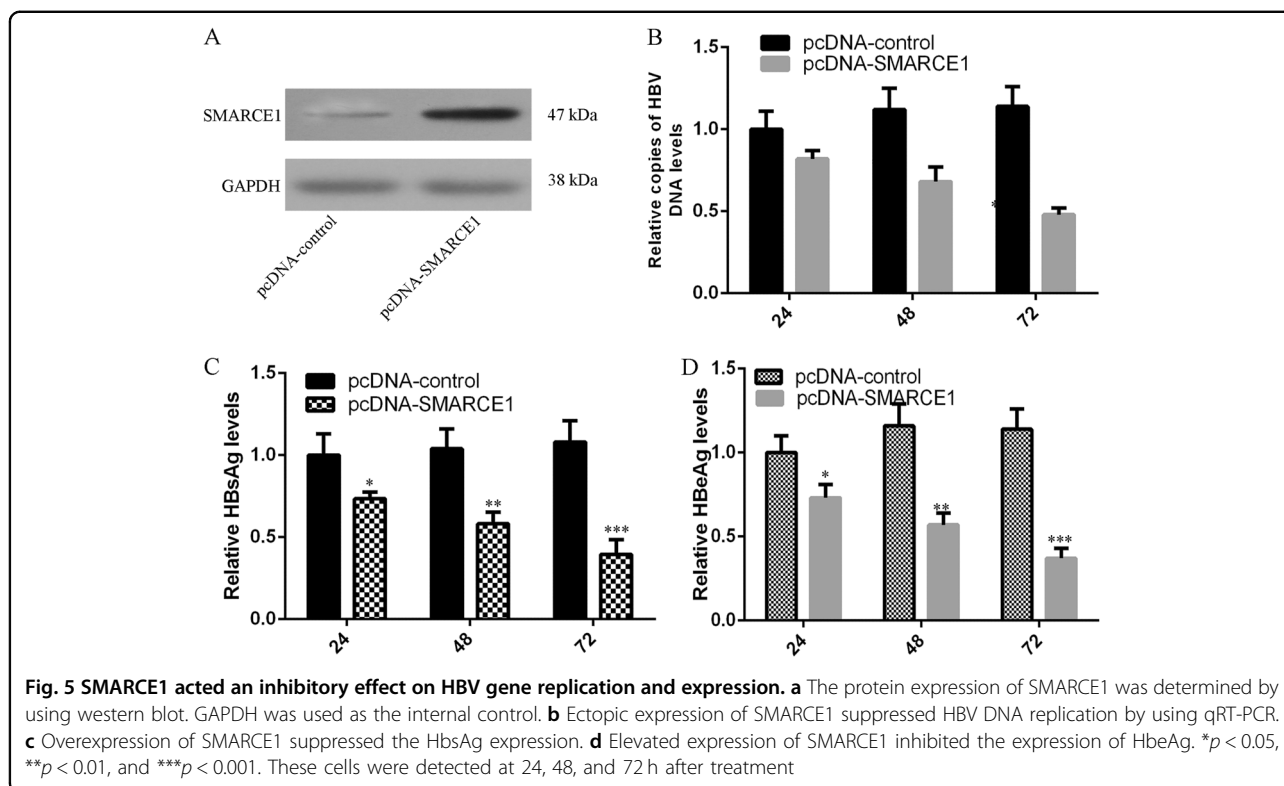 A
SMARCE1
47 kDa
GAPDH
38 kDa
pcDNA-control
pcDNA-SMARCE1
B
pcDNA-control
pcDNA-SMARCE1
Relative copies of HBV
DNA levels
1.5
1.0
0.5
0.0
*
24
48
72
C
pcDNA-control
pcDNA-SMARCE1
Relative HBsAg levels
1.5
1.0
0.5
0.0
*
**
***
24
48
72
D
pcDNA-control
pcDNA-SMARCE1
Relative HBeAg levels
1.5
1.0
0.5
0.0
*
**
***
24
48
72
Fig. 5 SMARCE1 acted an inhibitory effect on HBV gene replication and expression. a The protein expression of SMARCE1 was determined by
using western blot. GAPDH was used as the internal control. b Ectopic expression of SMARCE1 suppressed HBV DNA replication by using qRT-PCR.
c Overexpression of SMARCE1 suppressed the HbsAg expression. d Elevated expression of SMARCE1 inhibited the expression of HbeAg. *p < 0.05,
**p < 0.01, and ***p < 0.001. These cells were detected at 24, 48, and 72 h after treatment